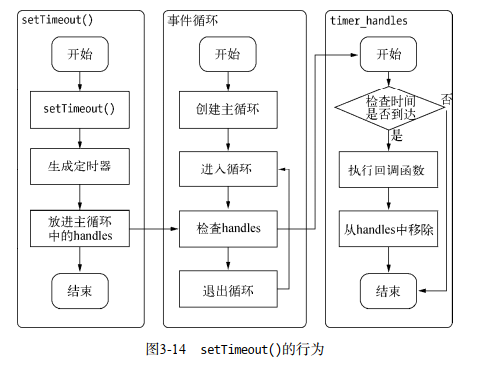 setTimeout()
开始
setTimeout()
生成定时器
放进主循环
中的handles
结束
事件循环
开始
创建主循环
进入循环
检查handles
退出循环
timer_handles
开始
检查时间
是否到达
否
是
执行回调函数
从handles中移除
结束
图3-14 setTimeout()的行为